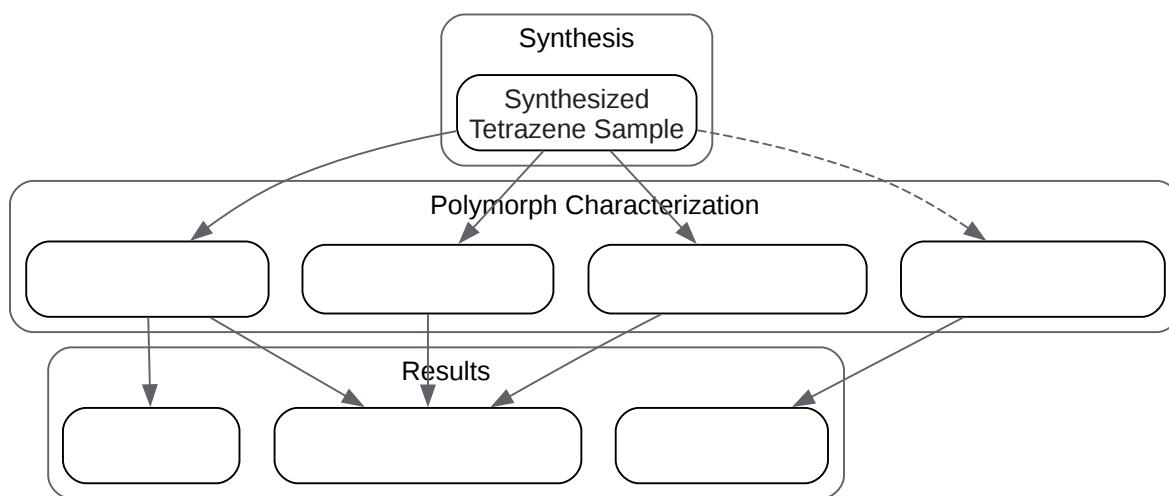 Synthesis
Synthesized
Tetrazene Sample
Polymorph Characterization
Results